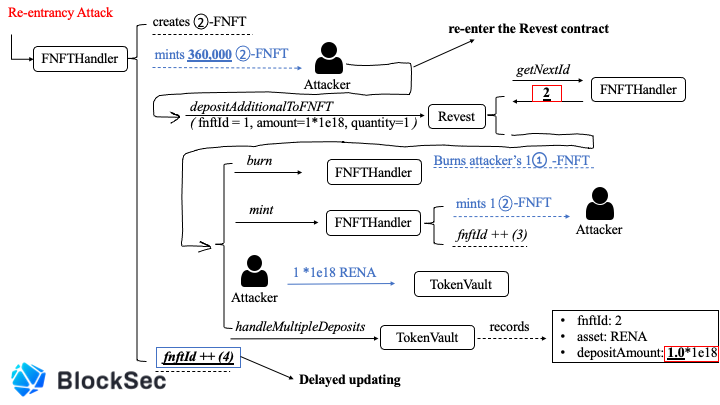 Re-entrancy Attack
FNFTHandler
creates ②-FNFT
mints 360,000 ②-FNFT
Attacker
re-enter the Revest contract
getNextId
2
FNFTHandler
depositAdditionalToFNFT
( fnftId = 1, amount=1*1e18, quantity=1 )
Revest
burn
FNFTHandler
Burns attacker's 1① -FNFT
mint
FNFTHandler
mints 1 ②-FNFT
fnftId ++ (3)
Attacker
Attacker
1 *1e18 RENA
TokenVault
handleMultipleDeposits
TokenVault
records
• fnftId: 2
• asset: RENA
• depositAmount: 1.0*1e18
fnftId ++ (4)
Delayed updating
BlockSec